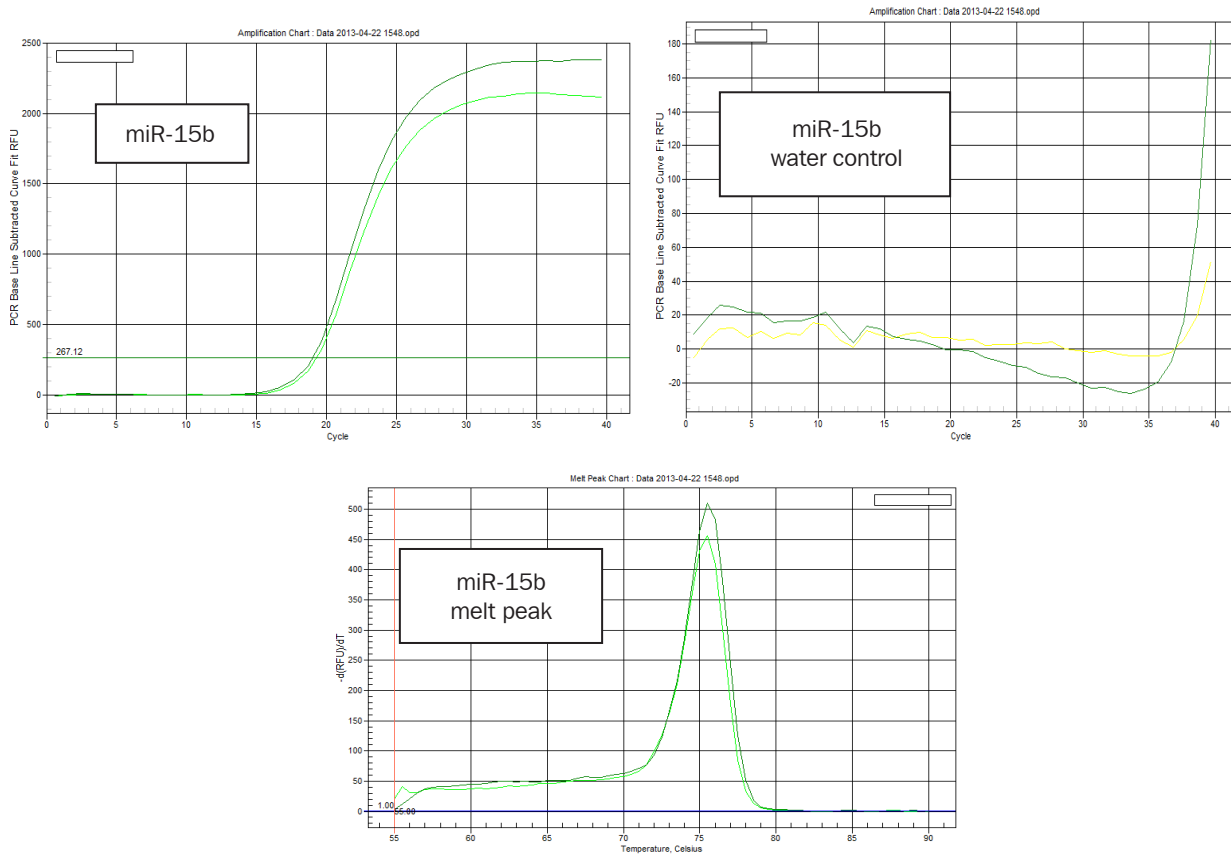 Amplification Chart : Data 2013-04-22 1548.opd
PCR Base Line Subtracted Curve Fit RFU
2500
2000
1500
1000
500
0
miR-15b
267.12
0 5 10 15 20 25 30 35 40
Cycle
Amplification Chart : Data 2013-04-22 1548.opd
PCR Base Line Subtracted Curve Fit RFU
180
160
140
120
100
80
60
40
20
0
-20
miR-15b
water control
0 5 10 15 20 25 30 35 40
Cycle
Melt Peak Chart : Data 2013-04-22 1548.opd
-d(RFU)/dT
500
450
400
350
300
250
200
150
100
50
0
miR-15b
melt peak
1.00
55.00
55 60 65 70 75 80 85 90
Temperature, Celsius